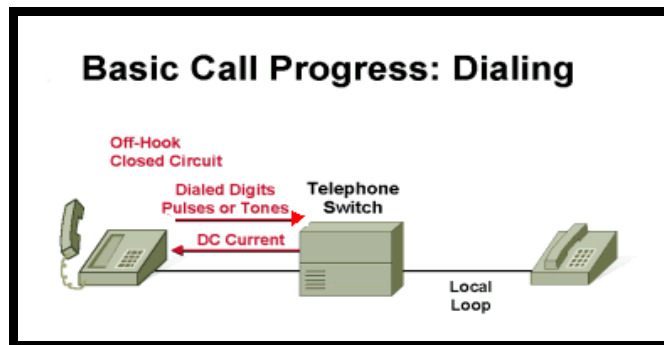 Basic Call Progress: Dialing
Off-Hook
Closed Circuit
Dialed Digits
Pulses or Tones
Telephone
Switch
DC Current
Local
Loop